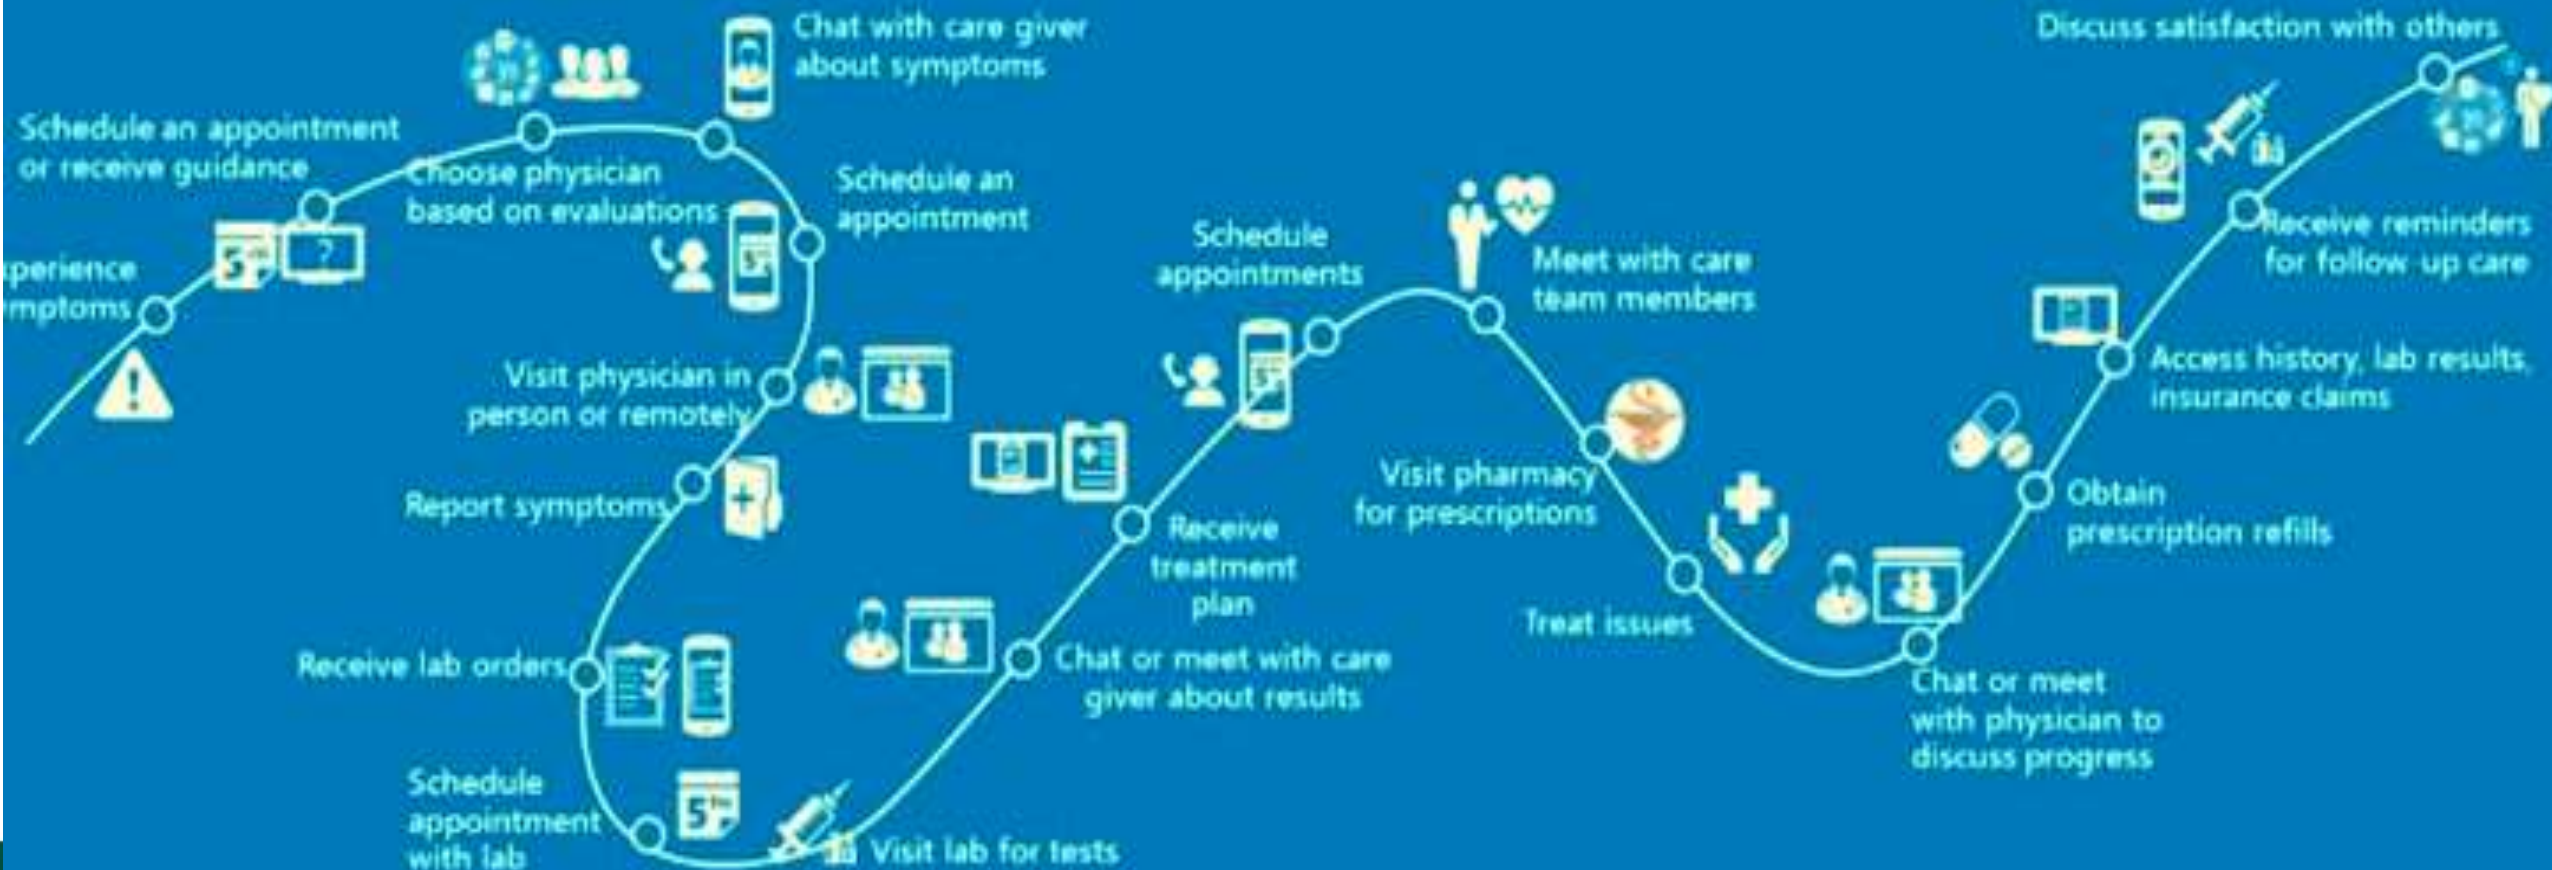 Experience
symptoms
Schedule an appointment
or receive guidance
Choose physician
based on evaluations
Chat with care giver
about symptoms
Schedule an
appointment
Visit physician in
person or remotely
Report symptoms
Receive lab orders
Schedule
appointment
with lab
5
Visit lab for tests
Chat or meet with care
giver about results
Receive
treatment
plan
Schedule
appointments
Meet with care
team members
Visit pharmacy
for prescriptions
Treat issues
Chat or meet
with physician to
discuss progress
Obtain
prescription refills
Access history, lab results,
insurance claims
Receive reminders
for follow-up care
Discuss satisfaction with others